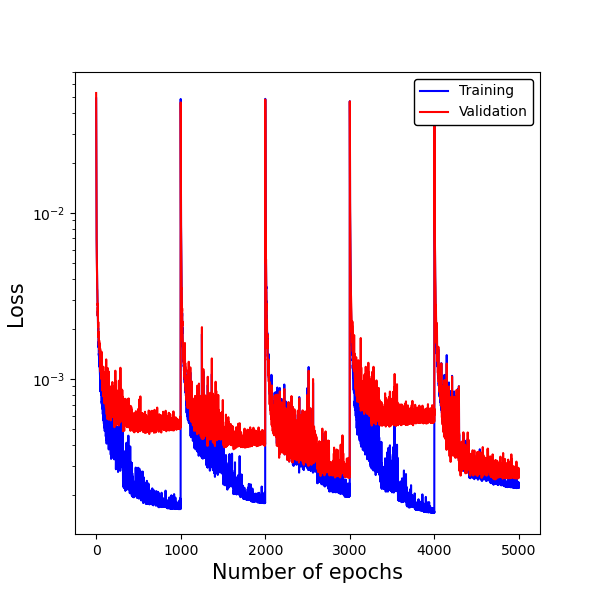 Training
Validation
Loss
10⁻²
10⁻³
0 1000 2000 3000 4000 5000
Number of epochs